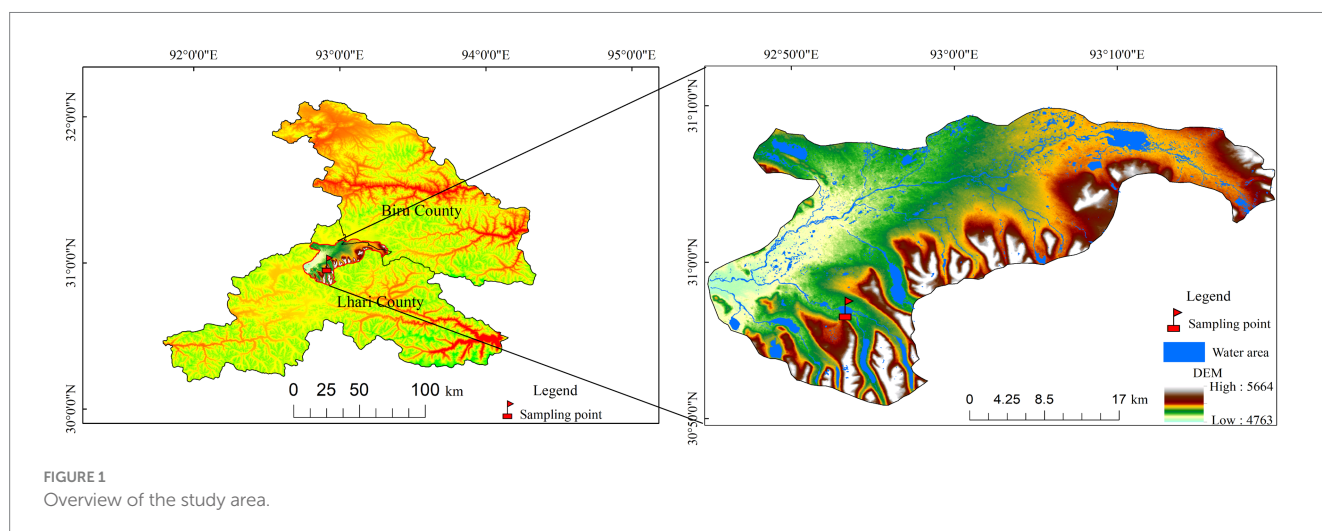 92°0'0"E 93°0'0"E 94°0'0"E 95°0'0"E
32°0'0"N
31°0'0"N
30°0'0"N
Biru County
Lhari County
0 25 50 100 km
Legend
Sampling point
92°50'0"E 93°0'0"E 93°10'0"E
31°10'0"N
31°0'0"N
30°50'0"N
Legend
Sampling point
Water area
DEM
High : 5664
Low : 4763
0 4.25 8.5 17 km
FIGURE 1
Overview of the study area.